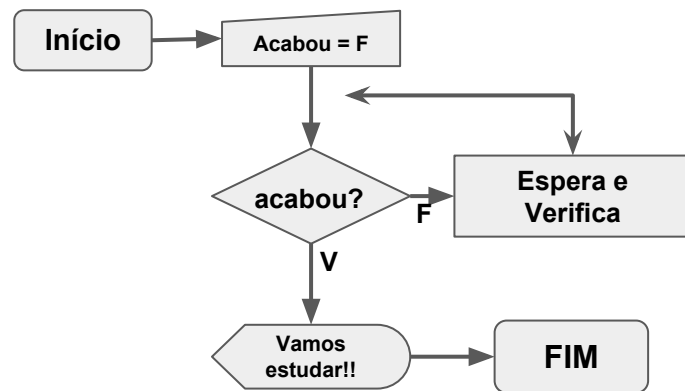 Início
Acabou = F
acabou?
F
Espera e
Verifica
V
Vamos
estudar!!
FIM